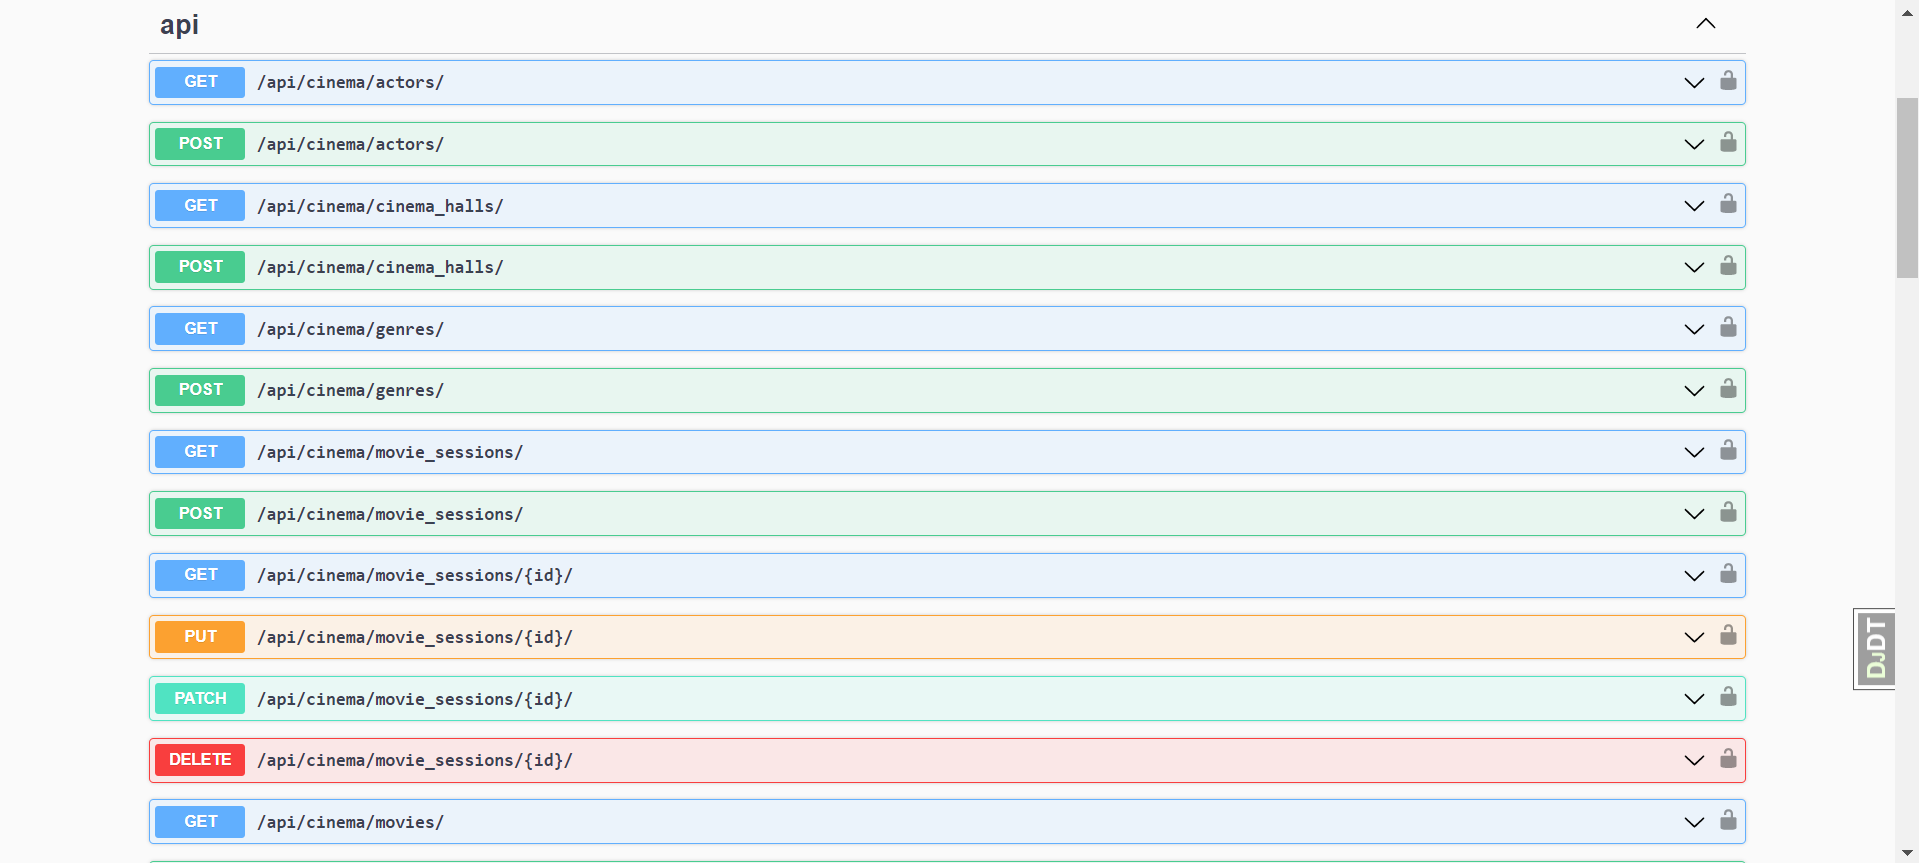 api
GET /api/cinema/actors/
POST /api/cinema/actors/
GET /api/cinema/cinema_halls/
POST /api/cinema/cinema_halls/
GET /api/cinema/genres/
POST /api/cinema/genres/
GET /api/cinema/movie_sessions/
POST /api/cinema/movie_sessions/
GET /api/cinema/movie_sessions/{id}/
PUT /api/cinema/movie_sessions/{id}/
PATCH /api/cinema/movie_sessions/{id}/
DELETE /api/cinema/movie_sessions/{id}/
GET /api/cinema/movies/
DJDT